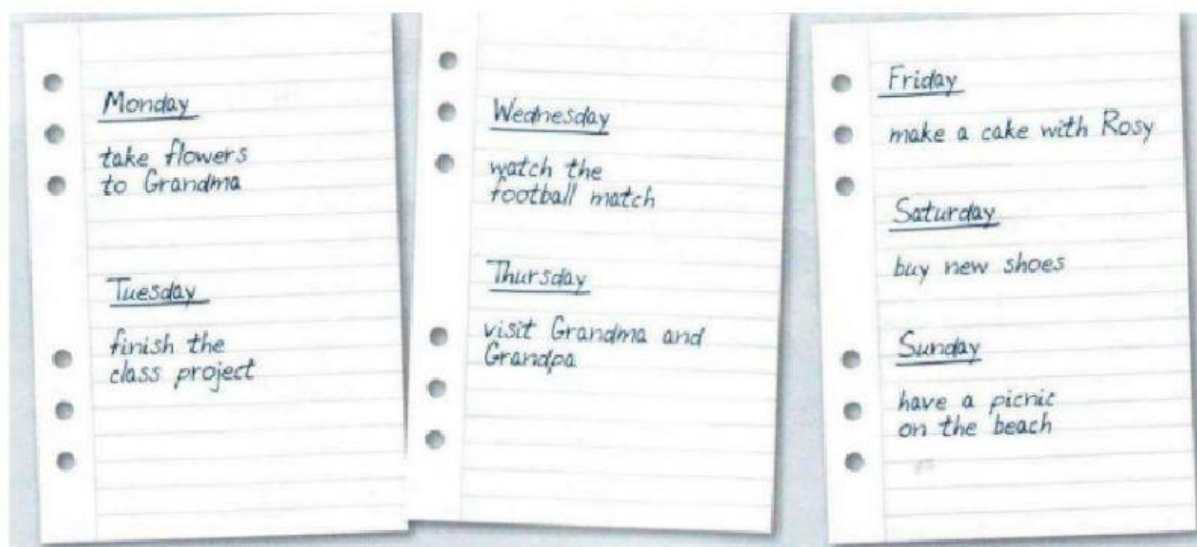 Monday
take flowers
to Grandma
Tuesday
finish the
class project
Wednesday
watch the
football match
Thursday
visit Grandma and
Grandpa
Friday
make a cake with Rosy
Saturday
buy new shoes
Sunday
have a picnic
on the beach